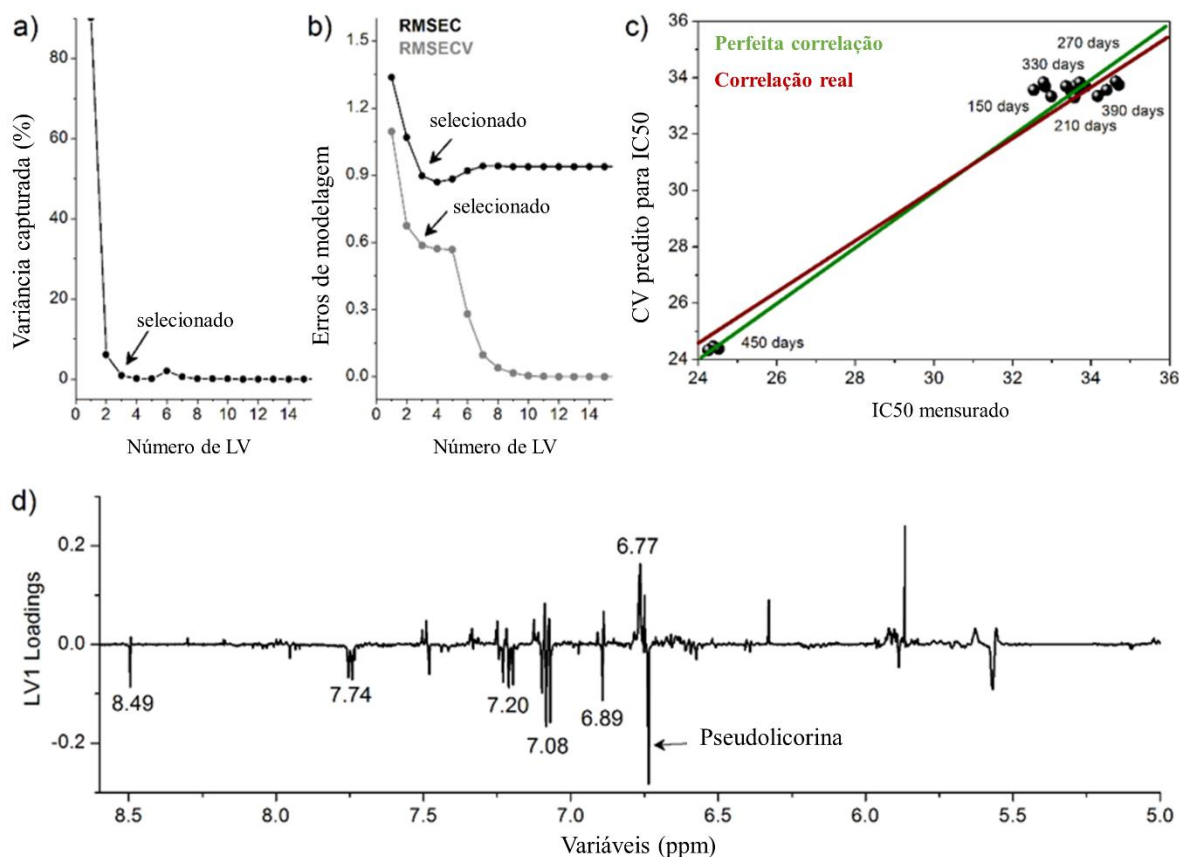 a)
Variância capturada (%)
80
60
40
20
0
selecionado
0 2 4 6 8 10 12 14
Número de LV
b)
RMSEC
RMSECV
Erros de modelagem
1.5
1.2
0.9
0.6
0.3
0.0
selecionado
selecionado
0 2 4 6 8 10 12 14
Número de LV
c)
Perfeita correlação
Correlação real
CV predito para IC50
36
34
32
30
28
26
24
270 days
330 days
150 days
390 days
210 days
450 days
24 26 28 30 32 34 36
IC50 mensurado
d)
LV1 Loadings
0.2
0.0
-0.2
6.77
8.49
7.74
7.20
6.89
7.08
Pseudolicorina
8.5 8.0 7.5 7.0 6.5 6.0 5.5 5.0
Variáveis (ppm)